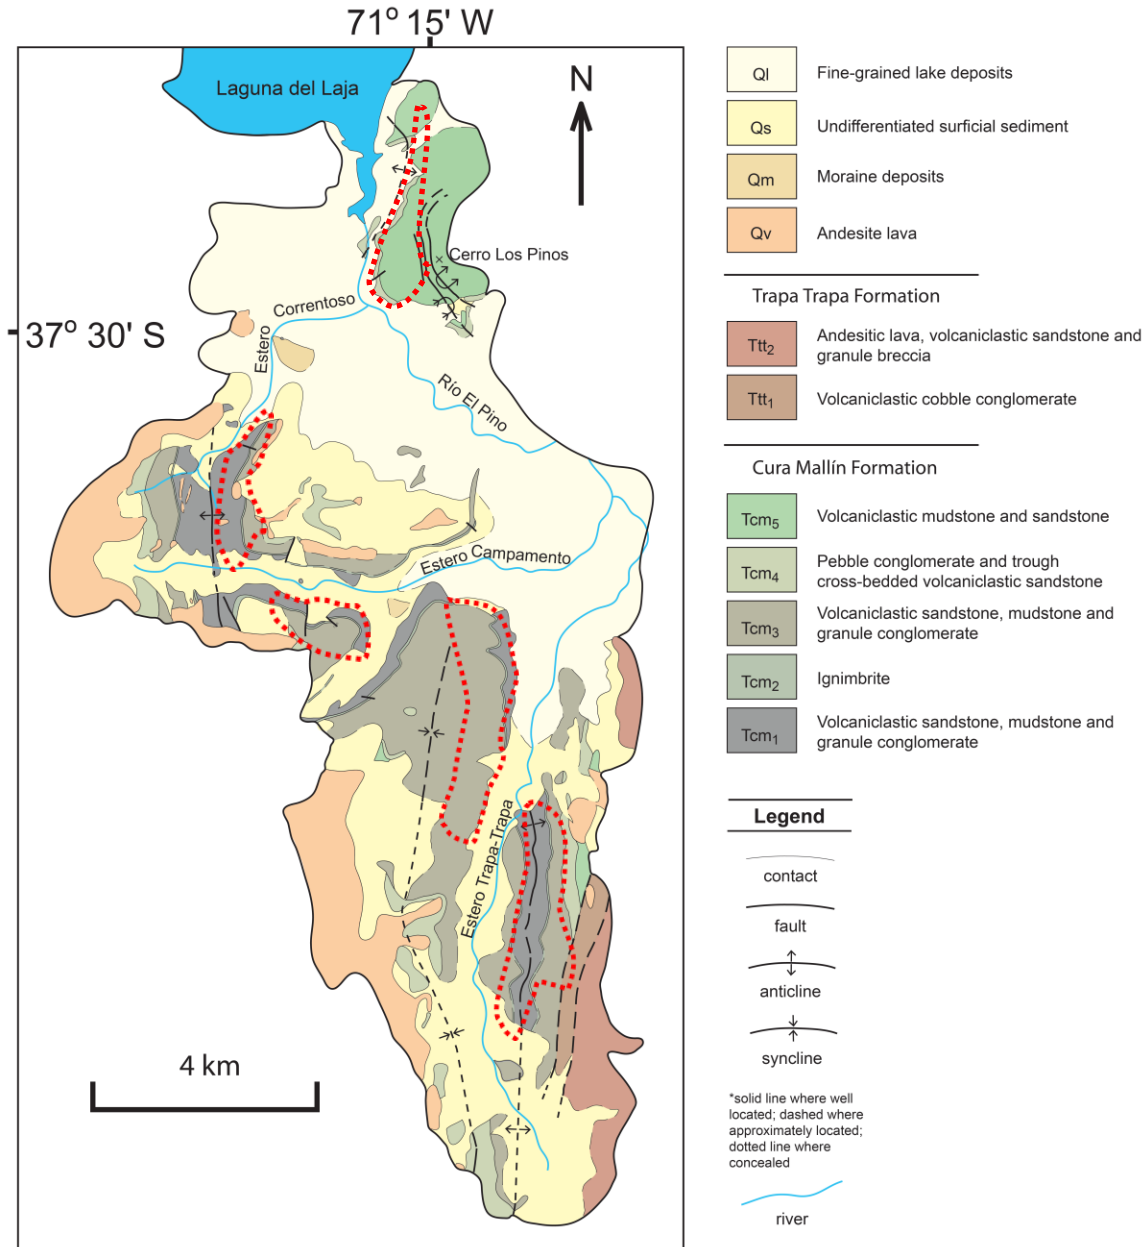 71° 15' W
Laguna del Laja
N
Cerro Los Pinos
Correntoso
Estero
37° 30' S
Río El Pino
Estero Campamento
Estero Trapa-Trapa
4 km
Ql Fine-grained lake deposits
Qs Undifferentiated surficial sediment
Qm Moraine deposits
Qv Andesite lava
Trapa Trapa Formation
Ttt2 Andesitic lava, volcaniclastic sandstone and
granule breccia
Ttt1 Volcaniclastic cobble conglomerate
Cura Mallín Formation
Tcm5 Volcaniclastic mudstone and sandstone
Tcm4 Pebble conglomerate and trough
cross-bedded volcaniclastic sandstone
Tcm3 Volcaniclastic sandstone, mudstone and
granule conglomerate
Tcm2 Ignimbrite
Tcm1 Volcaniclastic sandstone, mudstone and
granule conglomerate
Legend
contact
fault
anticline
syncline
*solid line where well
located; dashed where
approximately located;
dotted line where
concealed
river